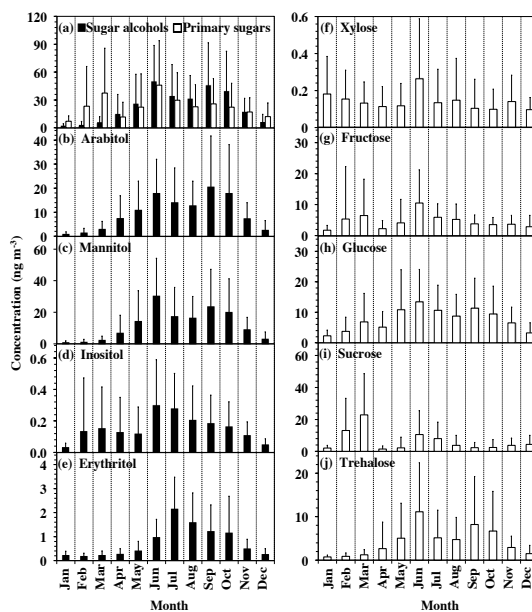 (a) Sugar alcohols Primary sugars
120
90
60
30
0
(b) Arabitol
40
30
20
10
0
(c) Mannitol
60
40
20
0
(d) Inositol
0.6
0.4
0.2
0.0
(e) Erythritol
4
3
2
1
0
Concentration (ng m-3)
Jan
Feb
Mar
Apr
May
Jun
Jul
Aug
Sep
Oct
Nov
Dec
Month
(f) Xylose
0.6
0.4
0.2
0
(g) Fructose
30
20
10
0
(h) Glucose
30
20
10
0
(i) Sucrose
60
40
20
0
(j) Trehalose
20
10
0
Jan
Feb
Mar
Apr
May
Jun
Jul
Aug
Sep
Oct
Nov
Dec
Month